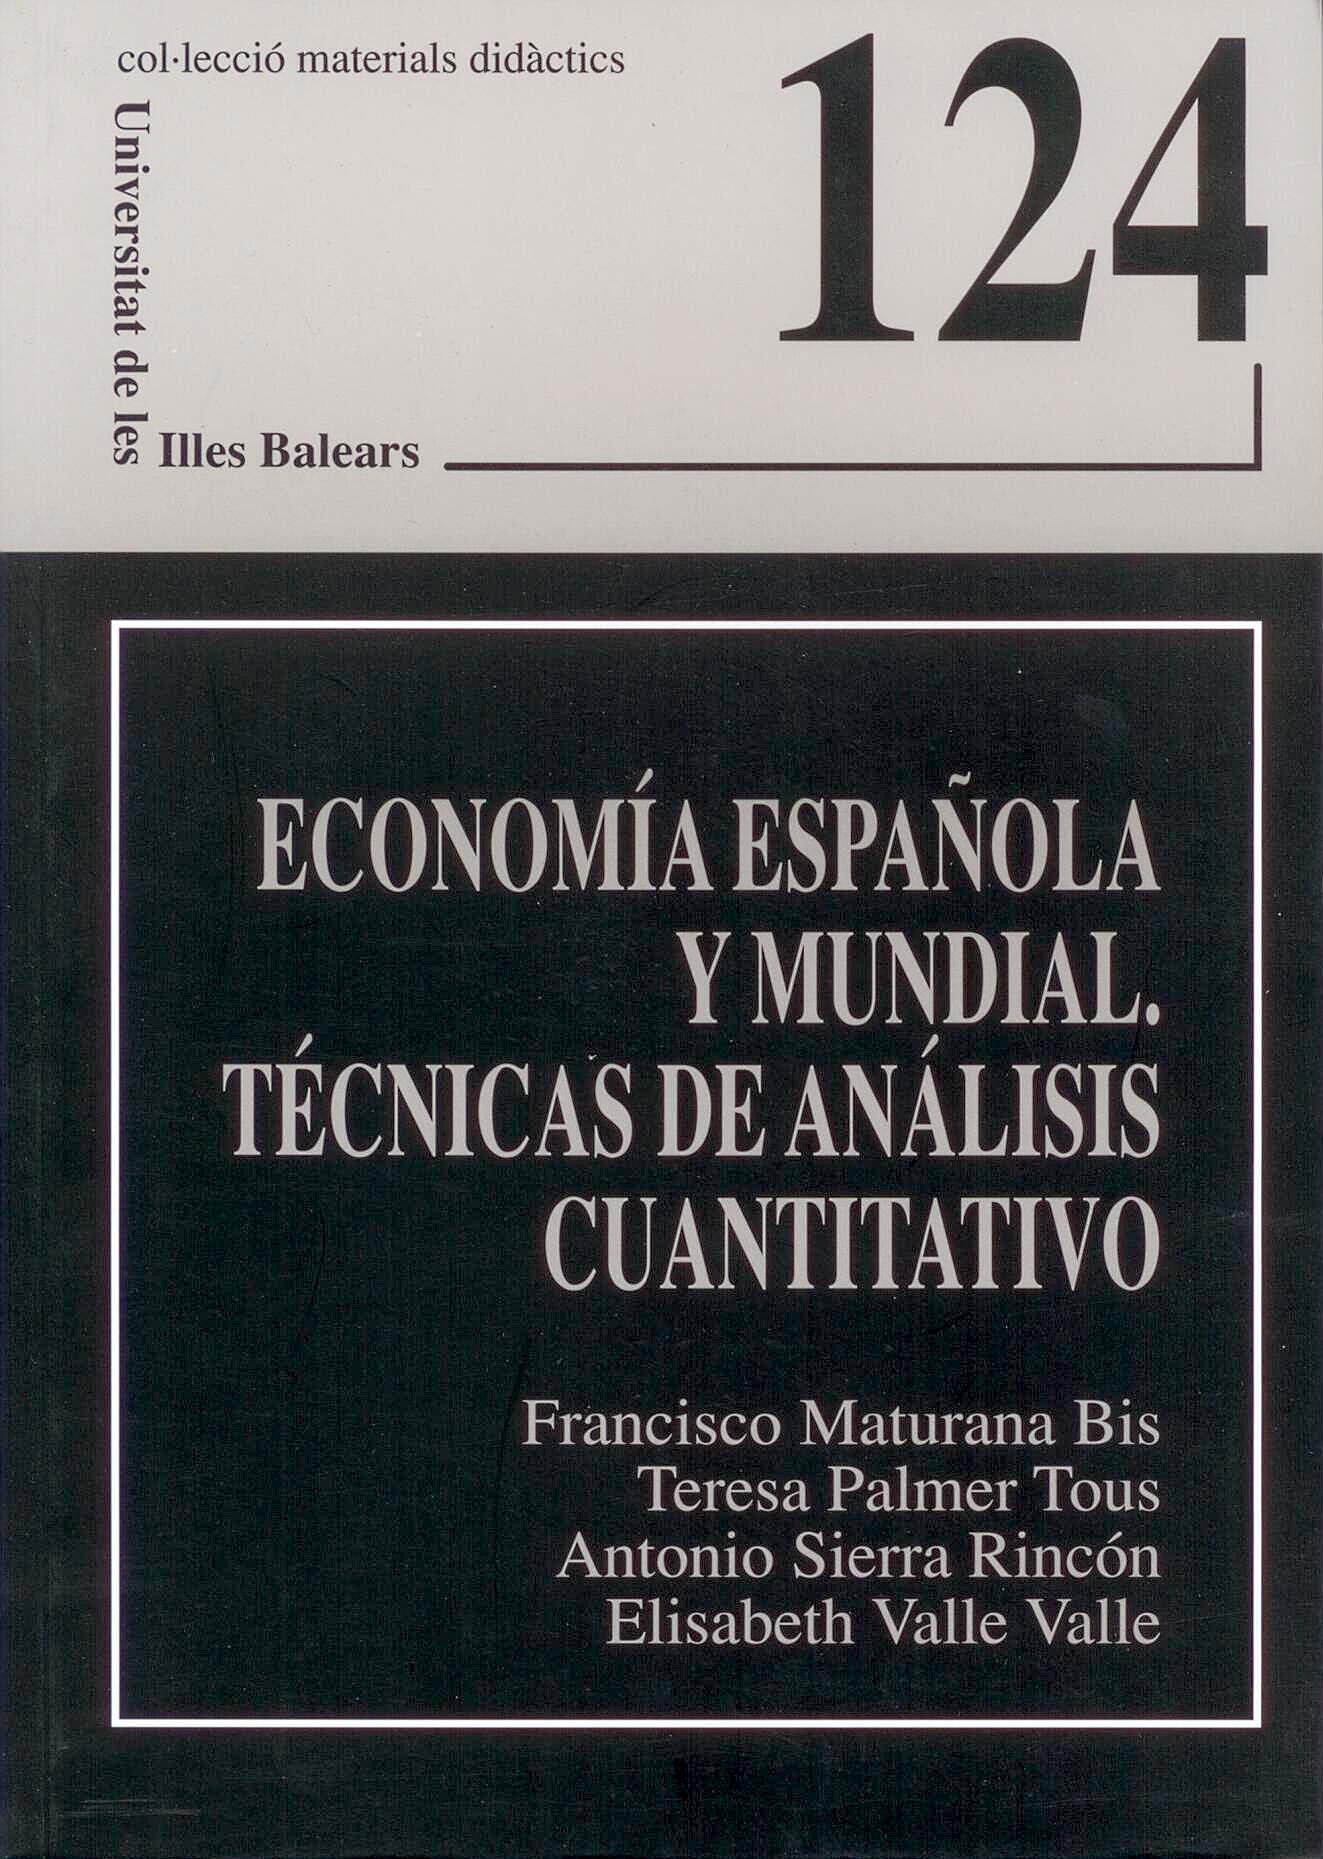 col·lecció materials didàctics
124
Universitat de les
Illes Balears
ECONOMÍA ESPAÑOLA
Y MUNDIAL.
TÉCNICAS DE ANÁLISIS
CUANTITATIVO
Francisco Maturana Bis
Teresa Palmer Tous
Antonio Sierra Rincón
Elisabeth Valle Valle